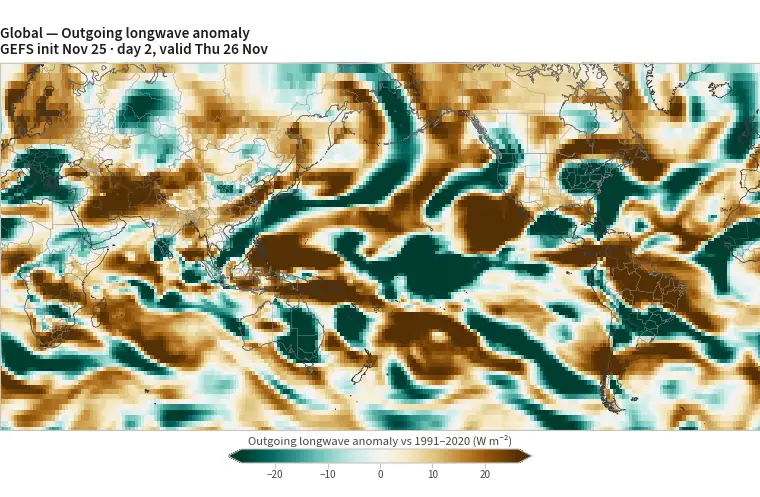 Global — Outgoing longwave anomaly
GEFS init Nov 25 · day 2, valid Thu 26 Nov
Outgoing longwave anomaly vs 1991–2020 (W m⁻²)
−20 −10 0 10 20